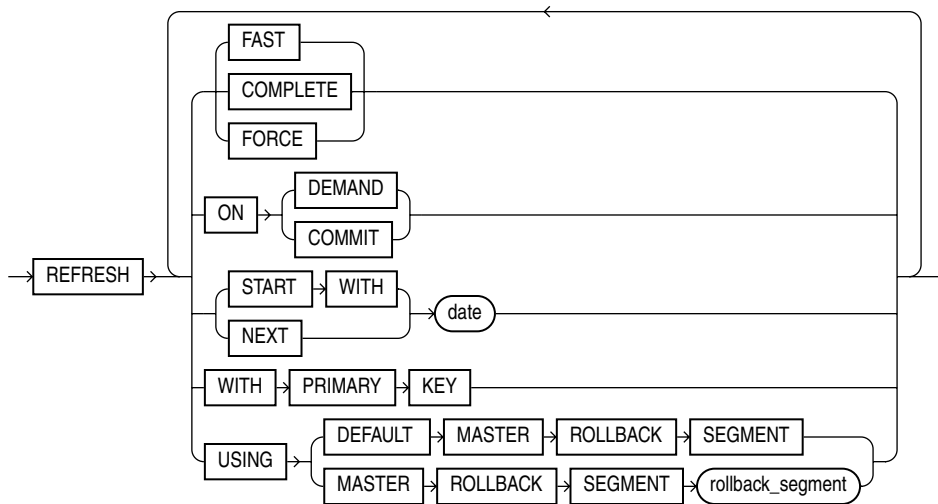 FAST
COMPLETE
FORCE
ON
DEMAND
COMMIT
REFRESH
START WITH
NEXT
date
WITH PRIMARY KEY
USING
DEFAULT MASTER ROLLBACK SEGMENT
MASTER ROLLBACK SEGMENT rollback_segment